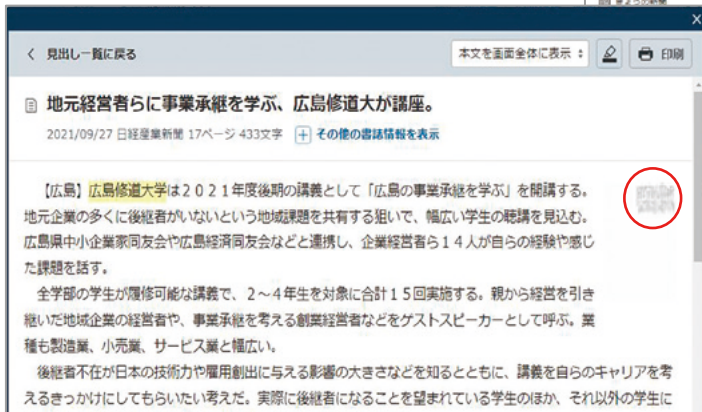 見出し一覧に戻る
本文を画面全体に表示
印刷
地元経営者らに事業承継を学ぶ、広島修道大が講座。
2021/09/27 日経産業新聞 17ページ 433文字 その他の書誌情報を表示
【広島】広島修道大学は2021年度後期の講義として「広島の事業承継を学ぶ」を開講する。
地元企業の多くに後継者がいないという地域課題を共有する狙いで、幅広い学生の聴講を見込む。
広島県中小企業家同友会や広島経済同友会などと連携し、企業経営者ら14人が自らの経験や感じ
た課題を話す。
全学部の学生が履修可能な講義で、2~4年生を対象に合計15回実施する。親から経営を引き
継いだ地域企業の経営者や、事業承継を考える創業経営者などをゲストスピーカーとして呼ぶ。業
種も製造業、小売業、サービス業と幅広い。
後継者不在が日本の技術力や雇用創出に与える影響の大きさなどを知るとともに、講義を自らのキャリアを考
えるきっかけにしてもらいたい考えだ。実際に後継者になることを望まれている学生のほか、それ以外の学生に